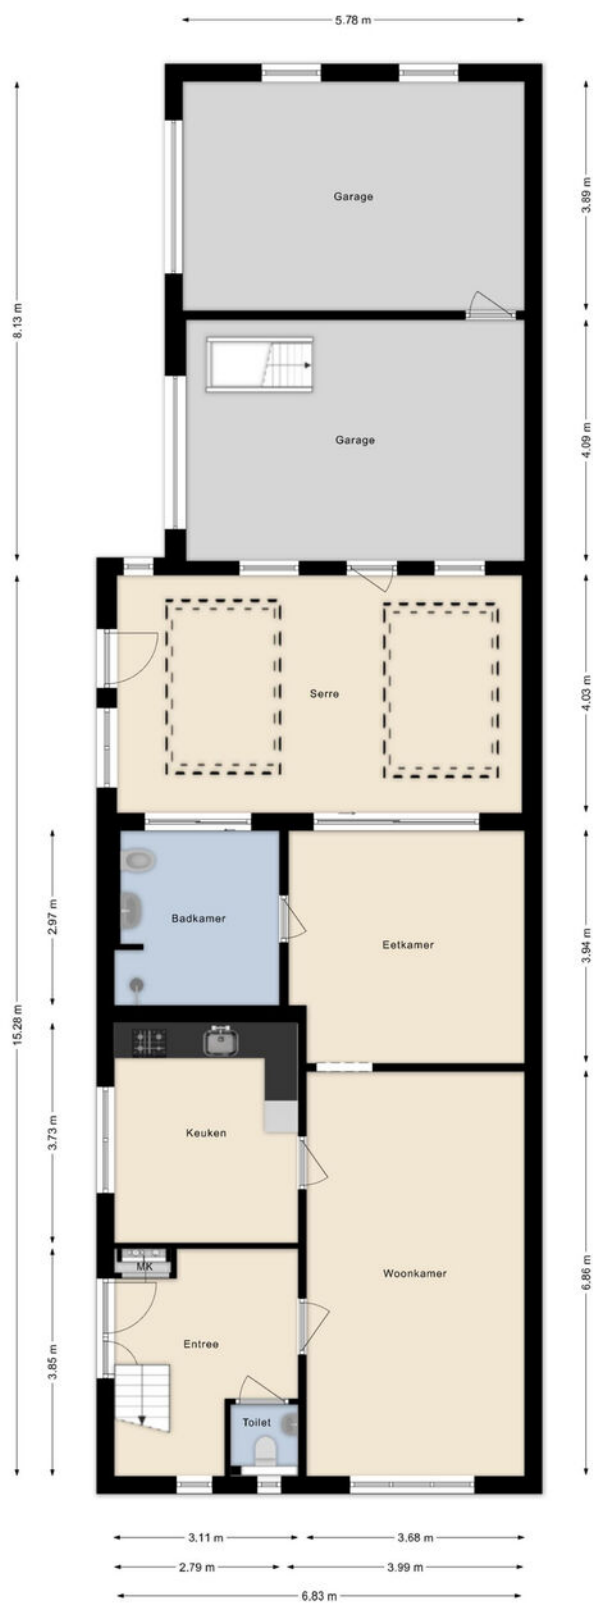 5.78 m
Garage
3.89 m
8.13 m
Garage
4.09 m
Serre
4.03 m
Badkamer
2.97 m
Eetkamer
3.94 m
15.28 m
Keuken
3.73 m
MK
Woonkamer
6.86 m
Entree
3.85 m
Toilet
3.11 m
3.68 m
2.79 m
3.99 m
6.83 m